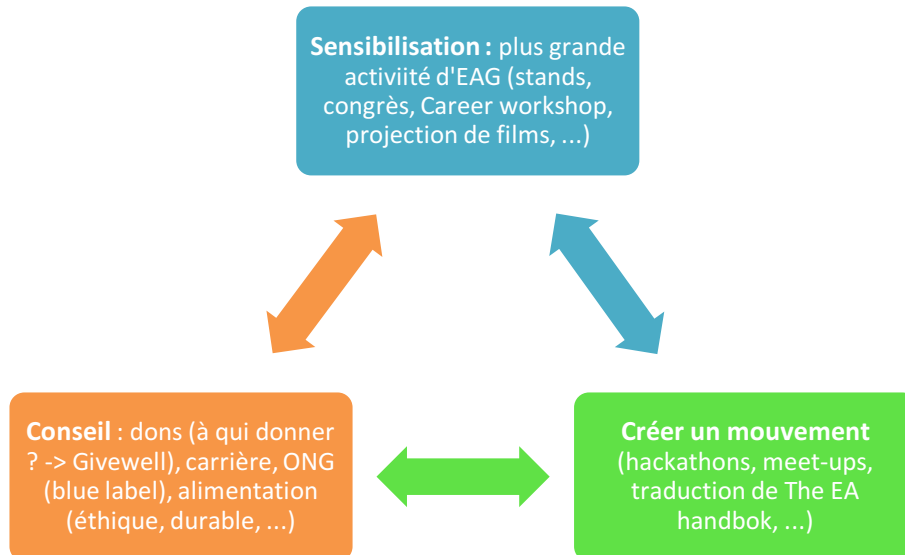 Sensibilisation : plus grande
activiité d'EAG (stands,
congrès, Career workshop,
projection de films, ...)
Conseil : dons (à qui donner
? -> Givewell), carrière, ONG
(blue label), alimentation
(éthique, durable, ...)
Créer un mouvement
(hackathons, meet-ups,
traduction de The EA
handbok, ...)